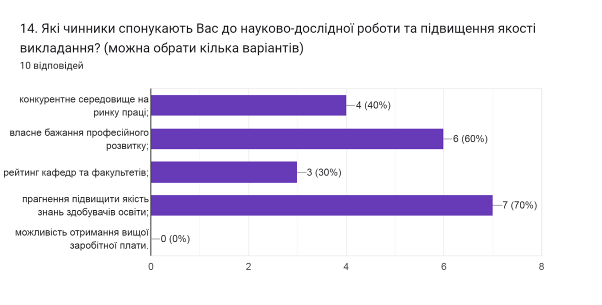 14. Які чинники спонукають Вас до науково-дослідної роботи та підвищення якості
викладання? (можна обрати кілька варіантів)
10 відповідей
конкурентне середовище на
ринку праці;
4 (40%)
власне бажання професійного
розвитку;
6 (60%)
рейтинг кафедр та факультетів;
3 (30%)
прагнення підвищити якість
знань здобувачів освіти;
7 (70%)
можливість отримання вищої
заробітної плати.
0 (0%)
0 2 4 6 8